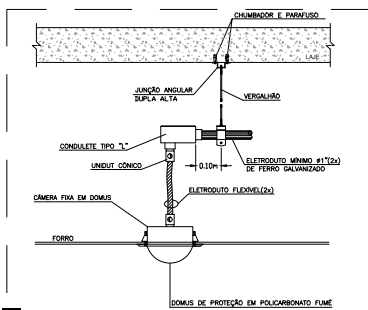 CHUMBADOR E PARAFUSO
LAJE
JUNÇÃO ANGULAR
DUPLA ALTA
VERGALHÃO
CONDULETE TIPO "L"
UNIDUT CÔNICO
0.10m
ELETRODUTO MÍNIMO ø1"(2x)
DE FERRO GALVANIZADO
ELETRODUTO FLEXÍVEL(2x)
CÂMERA FIXA EM DOMUS
FORRO
DOMUS DE PROTEÇÃO EM POLICARBONATO FUMÊ